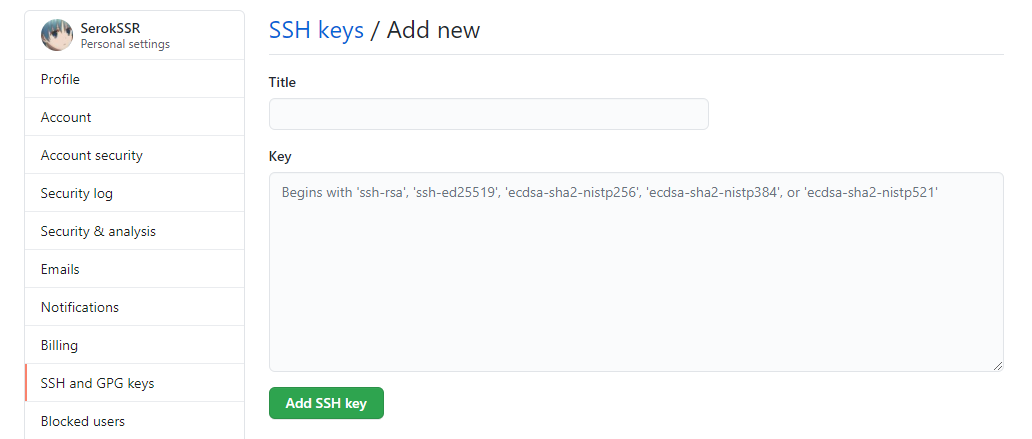 SerokSSR
Personal settings
Profile
Account
Account security
Security log
Security & analysis
Emails
Notifications
Billing
SSH and GPG keys
Blocked users
SSH keys / Add new
Title
Key
Begins with 'ssh-rsa', 'ssh-ed25519', 'ecdsa-sha2-nistp256', 'ecdsa-sha2-nistp384', or 'ecdsa-sha2-nistp521'
Add SSH key